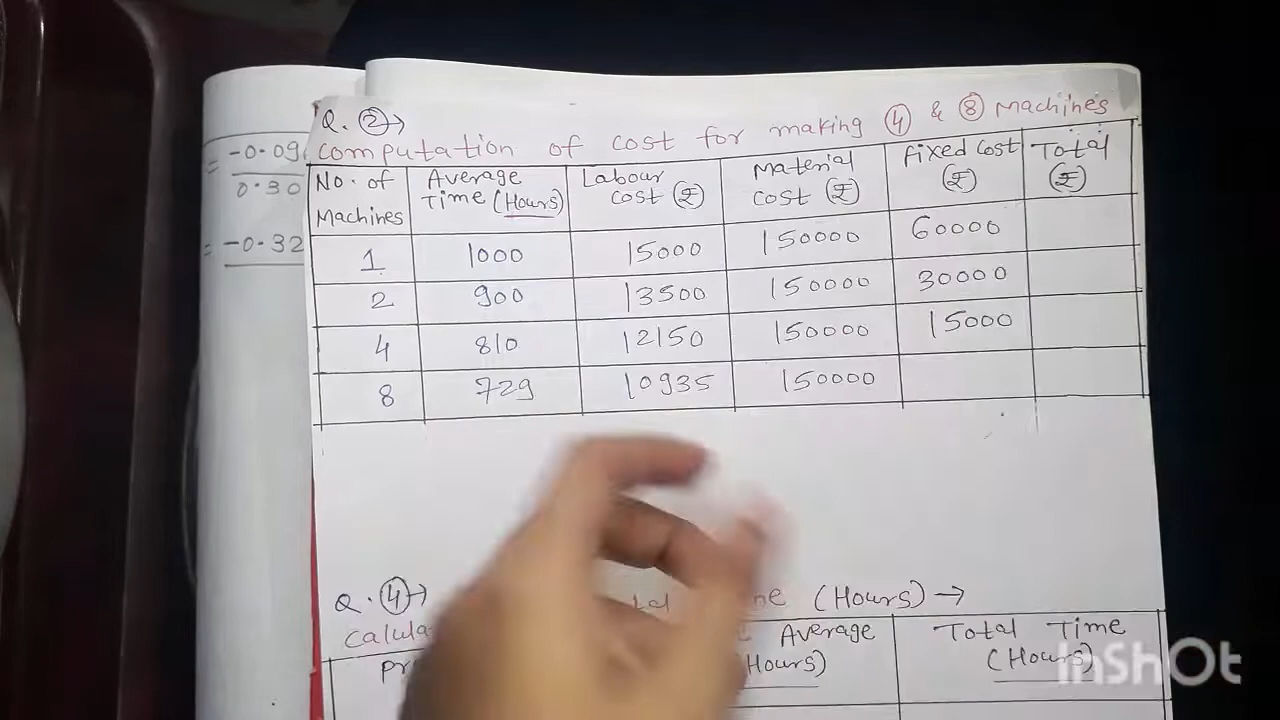 = -0.09
0.30
= -0.32
Q. ②→
Computation of cost for making ④ & ⑧ Machines
No. of Machines | Average Time (Hours) | Labour cost (₹) | Material cost (₹) | Fixed cost (₹) | Total (₹)
1 | 1000 | 15000 | 150000 | 60000
2 | 900 | 13500 | 150000 | 30000
4 | 810 | 12150 | 150000 | 15000
8 | 729 | 10935 | 150000
Q. ④→
(Hours) →
Average (Hours) | Total Time (Hours)
InShOt